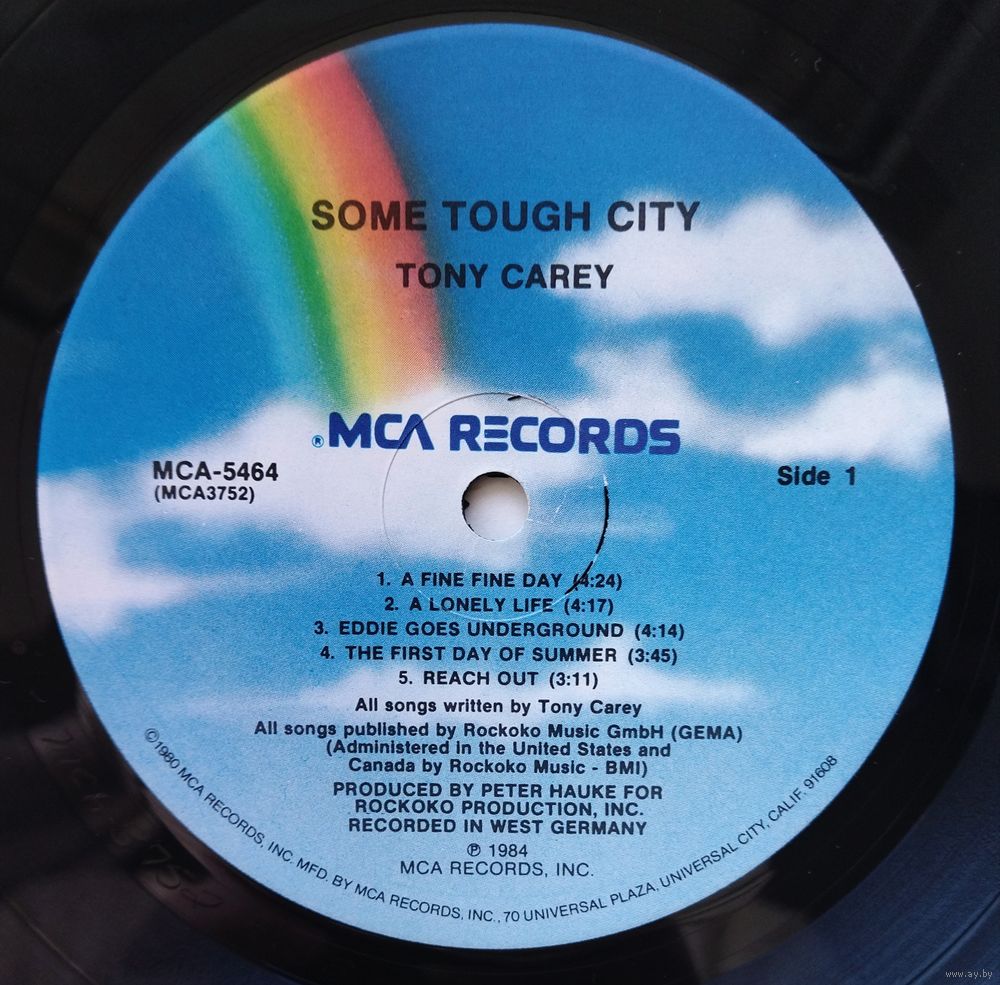 SOME TOUGH CITY
TONY CAREY
® MCA RECORDS
MCA-5464
(MCA3752)
Side 1
1. A FINE FINE DAY (4:24)
2. A LONELY LIFE (4:17)
3. EDDIE GOES UNDERGROUND (4:14)
4. THE FIRST DAY OF SUMMER (3:45)
5. REACH OUT (3:11)
All songs written by Tony Carey
All songs published by Rockoko Music GmbH (GEMA)
(Administered in the United States and
Canada by Rockoko Music - BMI)
PRODUCED BY PETER HAUKE FOR
ROCKOKO PRODUCTION, INC.
RECORDED IN WEST GERMANY
℗ 1984
MCA RECORDS, INC.
©1980 MCA RECORDS, INC. MFD. BY MCA RECORDS, INC., 70 UNIVERSAL PLAZA, UNIVERSAL CITY, CALIF. 91608
www.ay.by